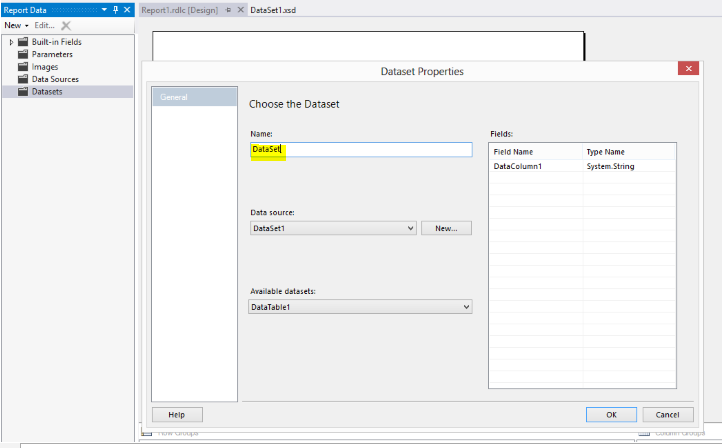 Report Data
Report1.rdlc [Design]
DataSet1.xsd
New
Edit...
Built-in Fields
Parameters
Images
Data Sources
Datasets
Dataset Properties
General
Choose the Dataset
Name:
DataSet
Fields:
Field Name Type Name
DataColumn1 System.String
Data source:
DataSet1
New...
Available datasets:
DataTable1
Help
OK
Cancel
Row Groups
Column Groups